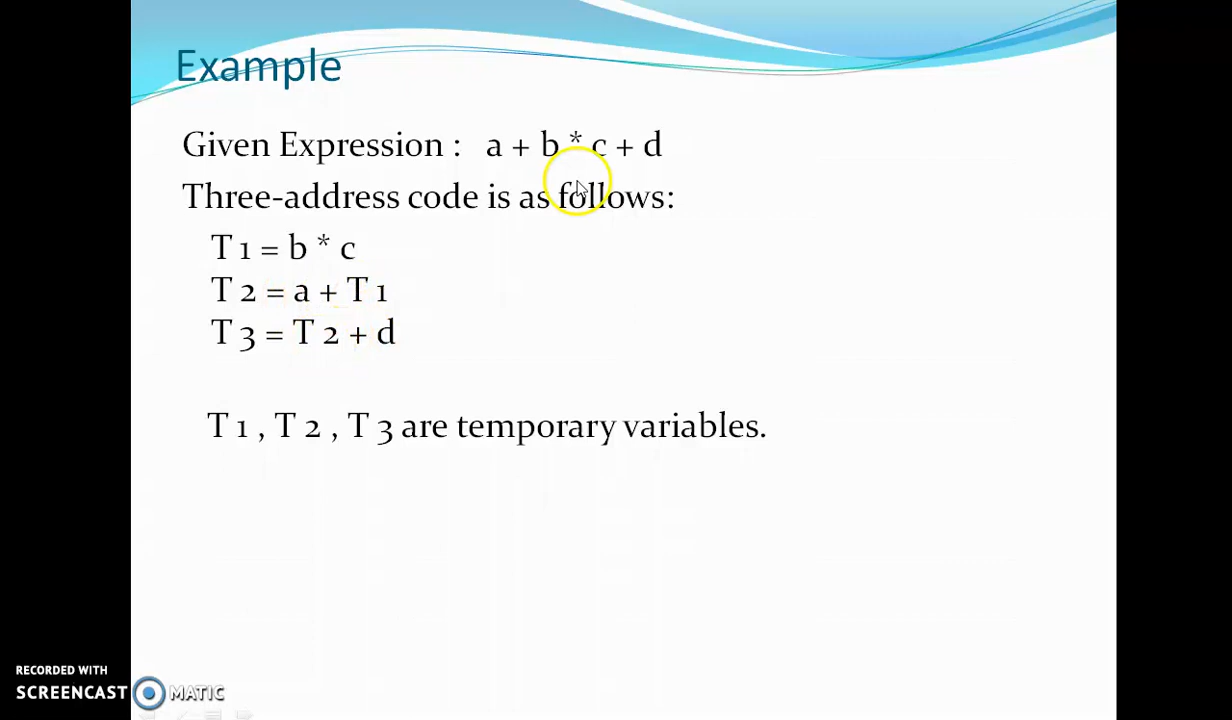 Example
Given Expression : a + b * c + d
Three-address code is as follows:
T 1 = b * c
T 2 = a + T 1
T 3 = T 2 + d
T 1 , T 2 , T 3 are temporary variables.
RECORDED WITH
SCREENCAST MATIC